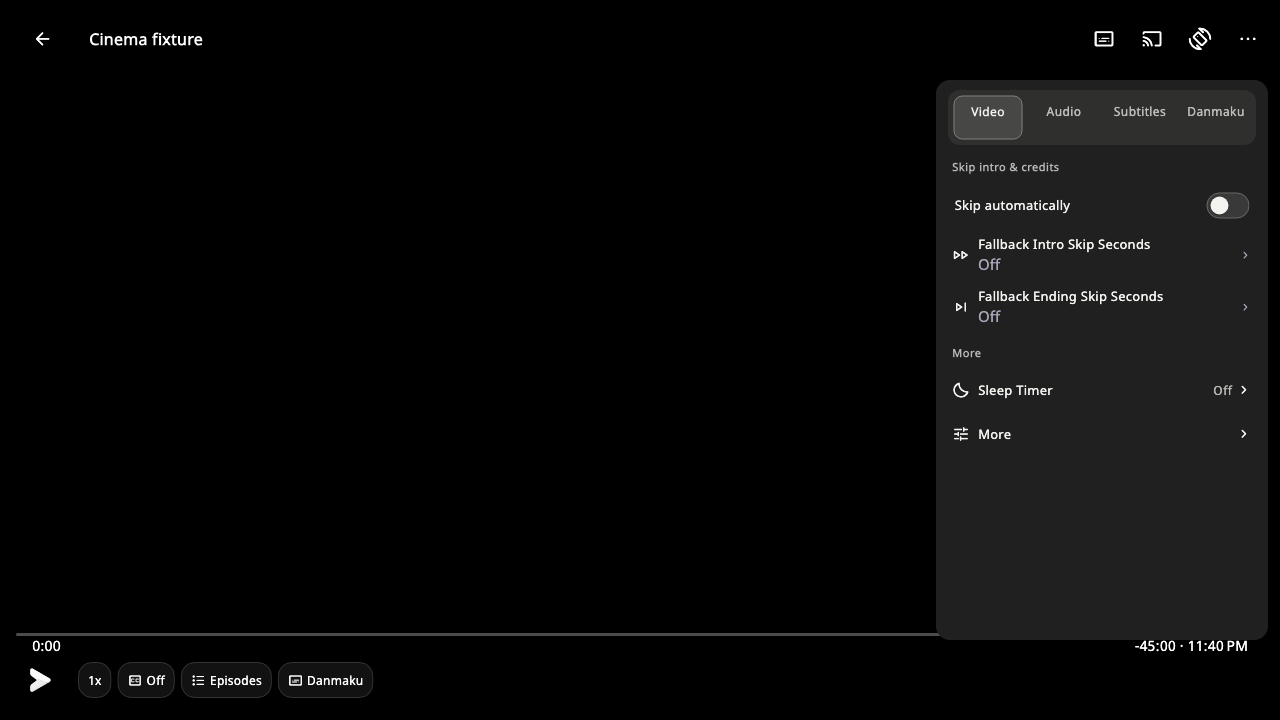 Cinema fixture
Video Audio Subtitles Danmaku
Skip intro & credits
Skip automatically
Fallback Intro Skip Seconds
Off
Fallback Ending Skip Seconds
Off
More
Sleep Timer Off
More
0:00 -45:00 · 11:40 PM
1x Off Episodes Danmaku